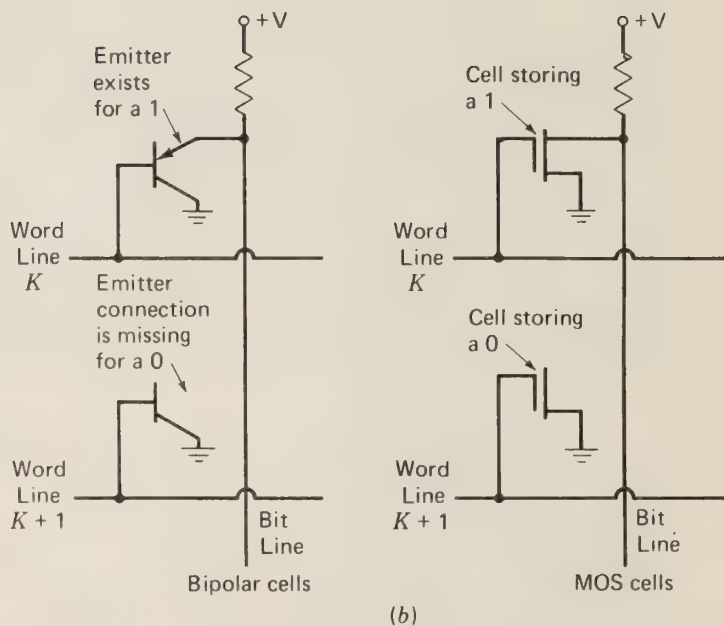 +V
Emitter
exists
for a 1
Word
Line
K
Emitter
connection
is missing
for a 0
Word
Line
K + 1
Bit
Line
Bipolar cells
+V
Cell storing
a 1
Word
Line
K
Cell storing
a 0
Word
Line
K + 1
Bit
Line
MOS cells
(b)